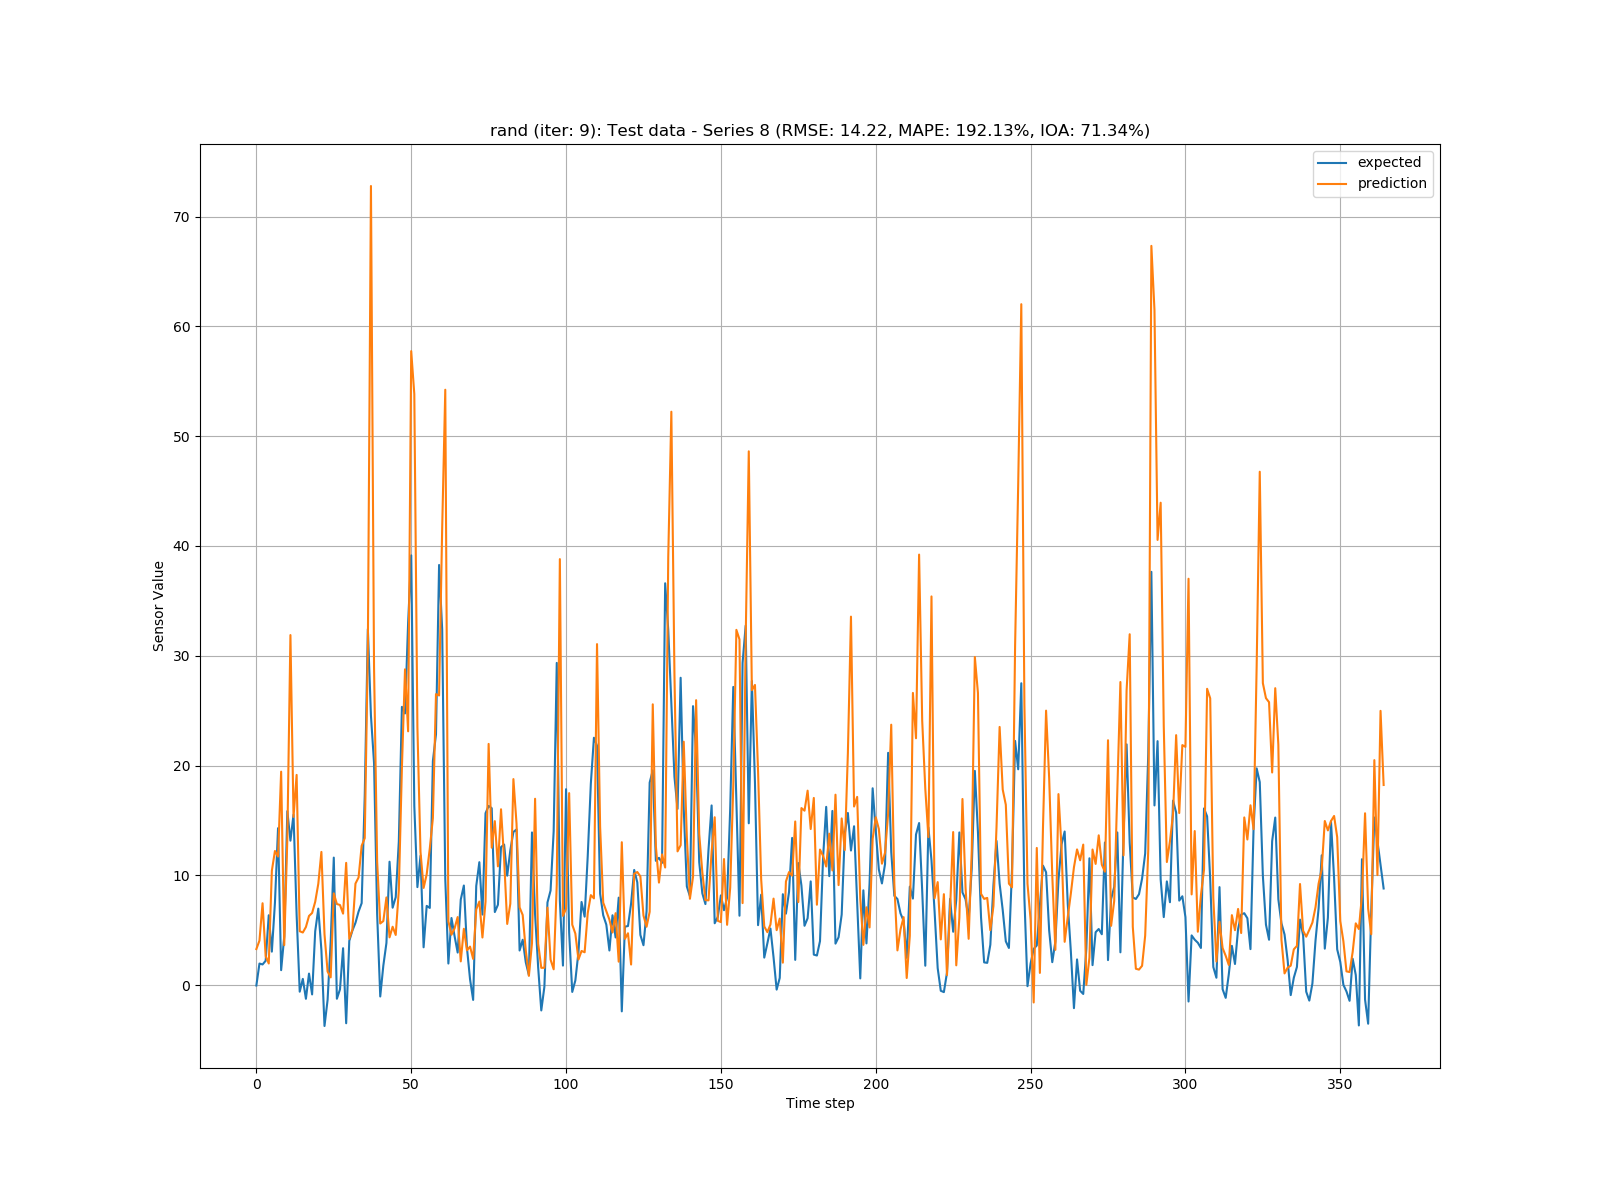 rand (iter: 9): Test data - Series 8 (RMSE: 14.22, MAPE: 192.13%, IOA: 71.34%)
expected
prediction
70
60
50
40
30
20
10
0
Sensor Value
0 50 100 150 200 250 300 350
Time step